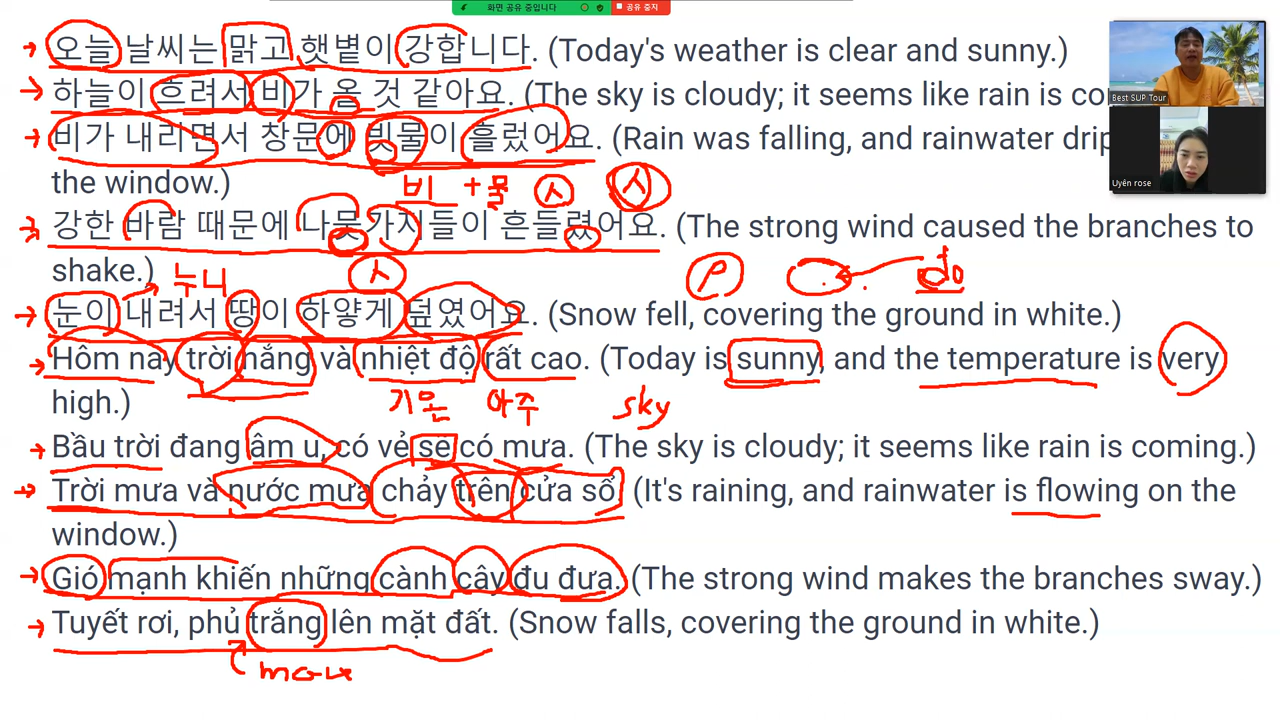 화면 공유 중입니다 공유 중지
오늘 날씨는 맑고 햇볕이 강합니다. (Today's weather is clear and sunny.)
하늘이 흐려서 비가 올 것 같아요. (The sky is cloudy; it seems like rain is co
비가 내리면서 창문에 빗물이 흘렀어요. (Rain was falling, and rainwater drip
the window.)
비 + 물 ㅅ ㅅ
강한 바람 때문에 나뭇가지들이 흔들렸어요. (The strong wind caused the branches to
shake.)
누니 ㅅ do
눈이 내려서 땅이 하얗게 덮였어요. (Snow fell, covering the ground in white.)
Hôm nay trời nắng và nhiệt độ rất cao. (Today is sunny, and the temperature is very
high.)
기온 아주 sky
Bầu trời đang âm u, có vẻ sẽ có mưa. (The sky is cloudy; it seems like rain is coming.)
Trời mưa và nước mưa chảy trên cửa sổ. (It's raining, and rainwater is flowing on the
window.)
Gió mạnh khiến những cành cây đu đưa. (The strong wind makes the branches sway.)
Tuyết rơi, phủ trắng lên mặt đất. (Snow falls, covering the ground in white.)
Best SUP Tour
Uyên rose